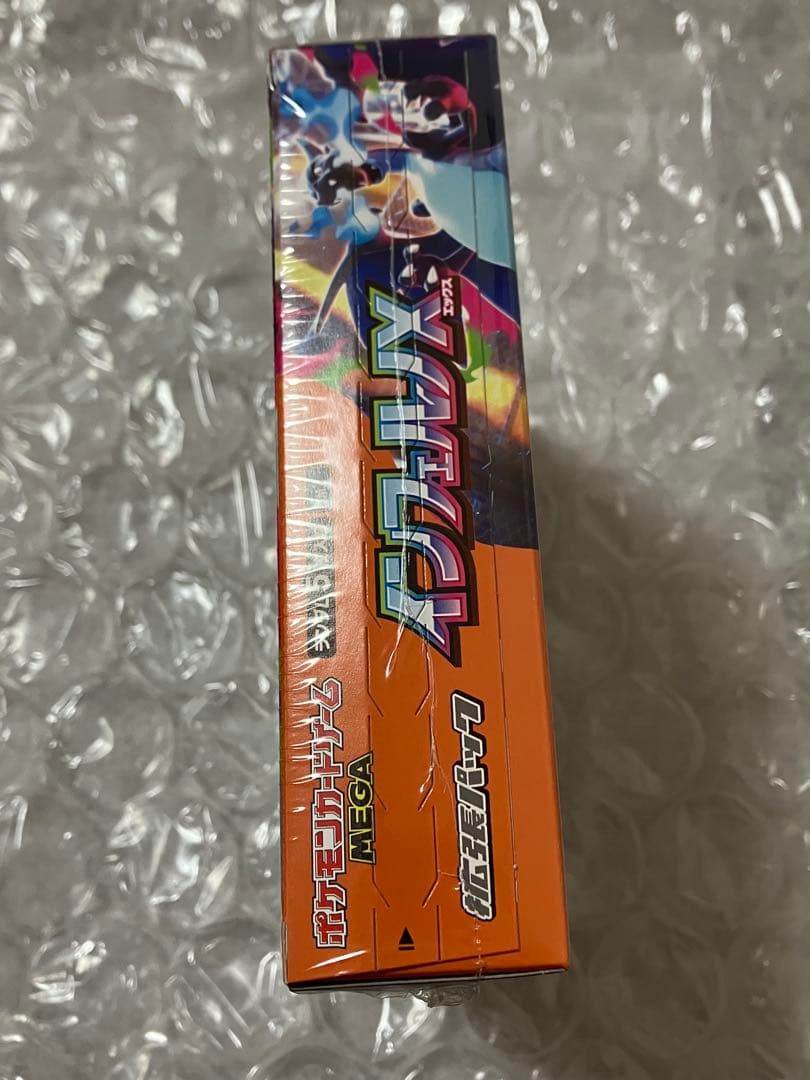 ポケモンカードゲーム
MEGA
拡張パック
インフェルノX
エックス